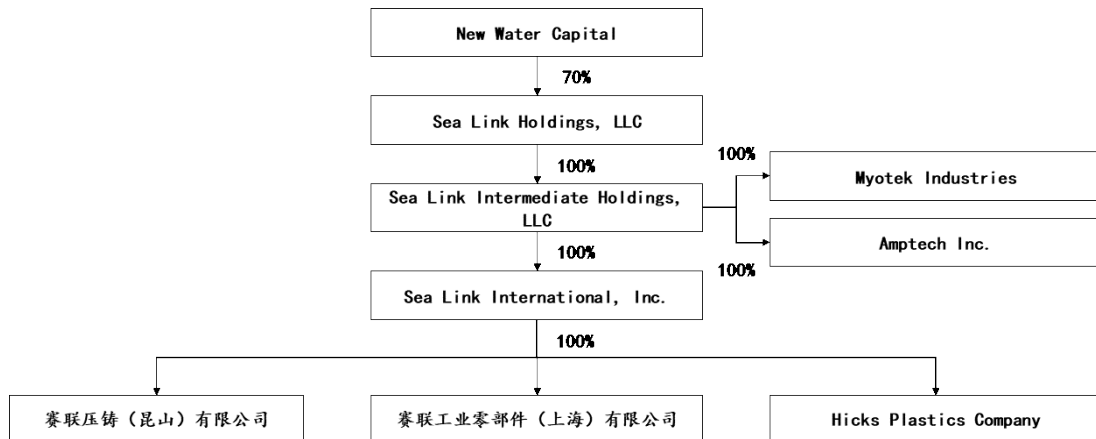 New Water Capital
70%
Sea Link Holdings, LLC
100%
100%
Myotek Industries
Sea Link Intermediate Holdings,
LLC
Amptech Inc.
100%
100%
Sea Link International, Inc.
100%
赛联压铸（昆山）有限公司
赛联工业零部件（上海）有限公司
Hicks Plastics Company